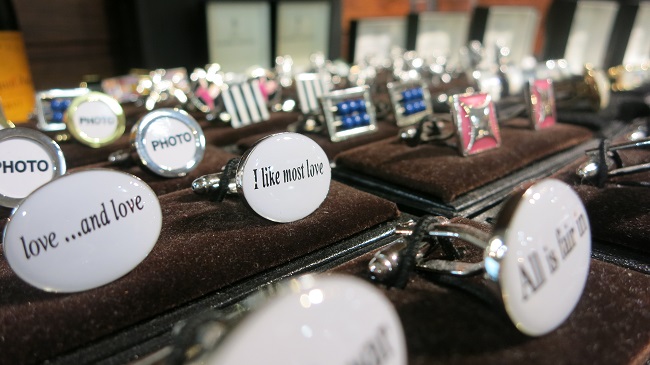 PHOTO
PHOTO
PHOTO
I like most love
love ...and love
All is fair in